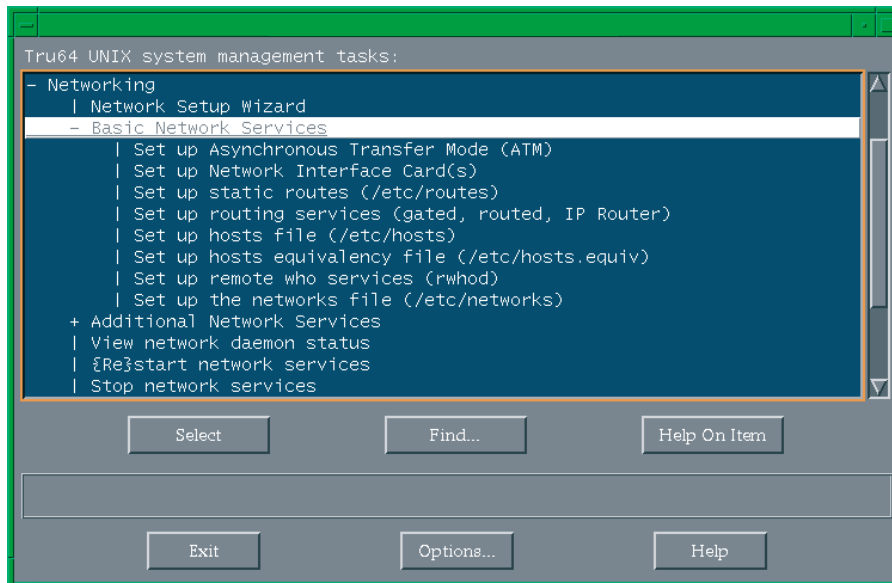 Tru64 UNIX system management tasks:
- Networking
| Network Setup Wizard
- Basic Network Services
| Set up Asynchronous Transfer Mode (ATM)
| Set up Network Interface Card(s)
| Set up static routes (/etc/routes)
| Set up routing services (gated, routed, IP Router)
| Set up hosts file (/etc/hosts)
| Set up hosts equivalency file (/etc/hosts.equiv)
| Set up remote who services (rwhod)
| Set up the networks file (/etc/networks)
+ Additional Network Services
| View network daemon status
| {Re}start network services
| Stop network services
Select Find... Help On Item
Exit Options... Help